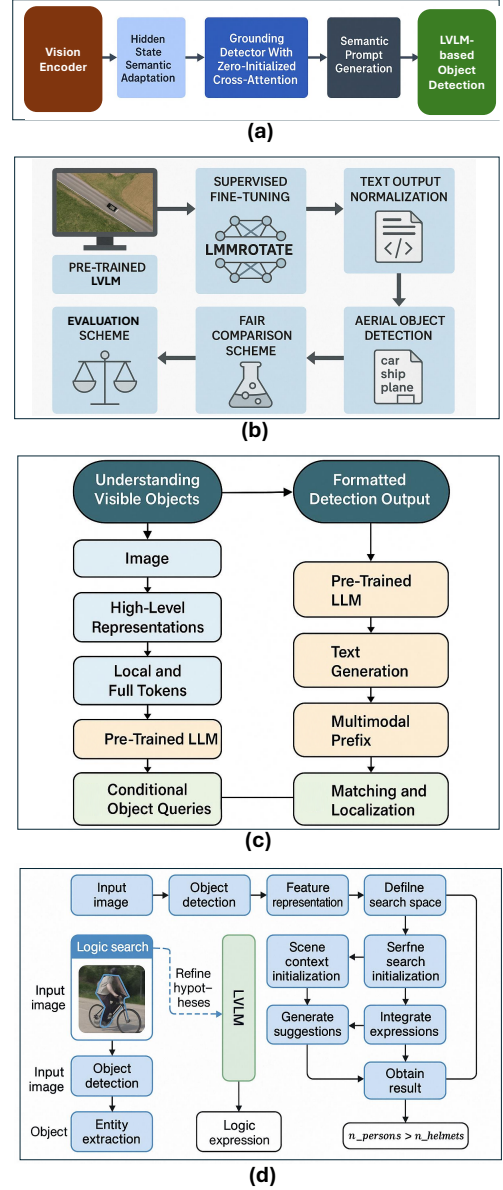 Vision
Encoder
Hidden
State
Semantic
Adaptation
Grounding
Detector With
Zero-Initialized
Cross-Attention
Semantic
Prompt
Generation
LVLM-
based
Object
Detection
(a)
PRE-TRAINED
LVLM
SUPERVISED
FINE-TUNING
LMMROTATE
TEXT OUTPUT
NORMALIZATION
</>
EVALUATION
SCHEME
FAIR
COMPARISON
SCHEME
AERIAL OBJECT
DETECTION
car
ship
plane
(b)
Understanding
Visible Objects
Formatted
Detection Output
Image
High-Level
Representations
Local and
Full Tokens
Pre-Trained LLM
Conditional
Object Queries
Pre-Trained
LLM
Text
Generation
Multimodal
Prefix
Matching and
Localization
(c)
Input
image
Object
detection
Feature
representation
Defilne
search space
Logic search
Input
image
Refine
hypot–
heses
LVLM
Scene
context
initialization
Serfne
search
initialization
Generate
suggestions
Integrate
expressions
Input
image
Object
detection
Obtain
result
Object
Entity
extraction
Logic
expression
n_persons > n_helmets
(d)